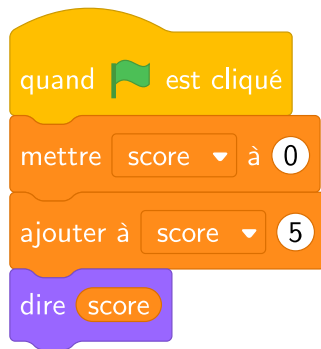 quand est cliqué
mettre score à 0
ajouter à score 5
dire score